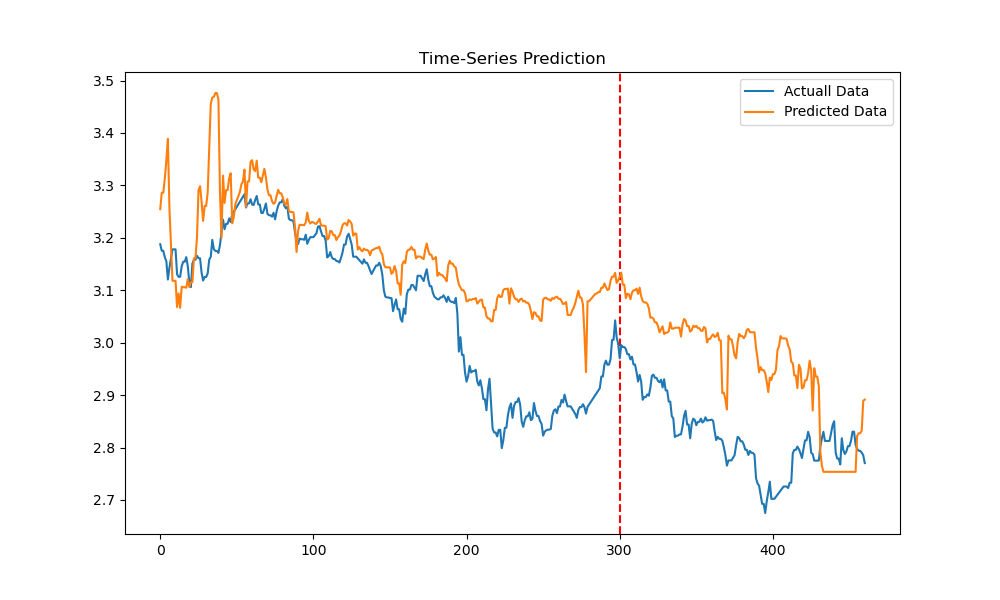 Time-Series Prediction
Actuall Data
Predicted Data
3.5
3.4
3.3
3.2
3.1
3.0
2.9
2.8
2.7
0 100 200 300 400